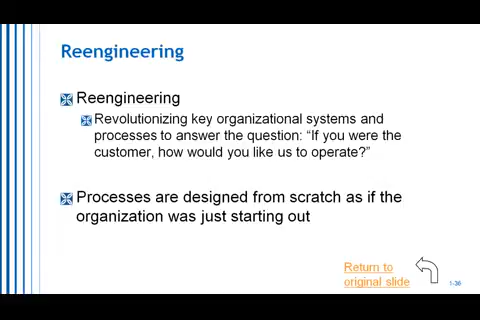 Reengineering
Reengineering
Revolutionizing key organizational systems and
processes to answer the question: “If you were the
customer, how would you like us to operate?”
Processes are designed from scratch as if the
organization was just starting out
Return to
original slide
1-36